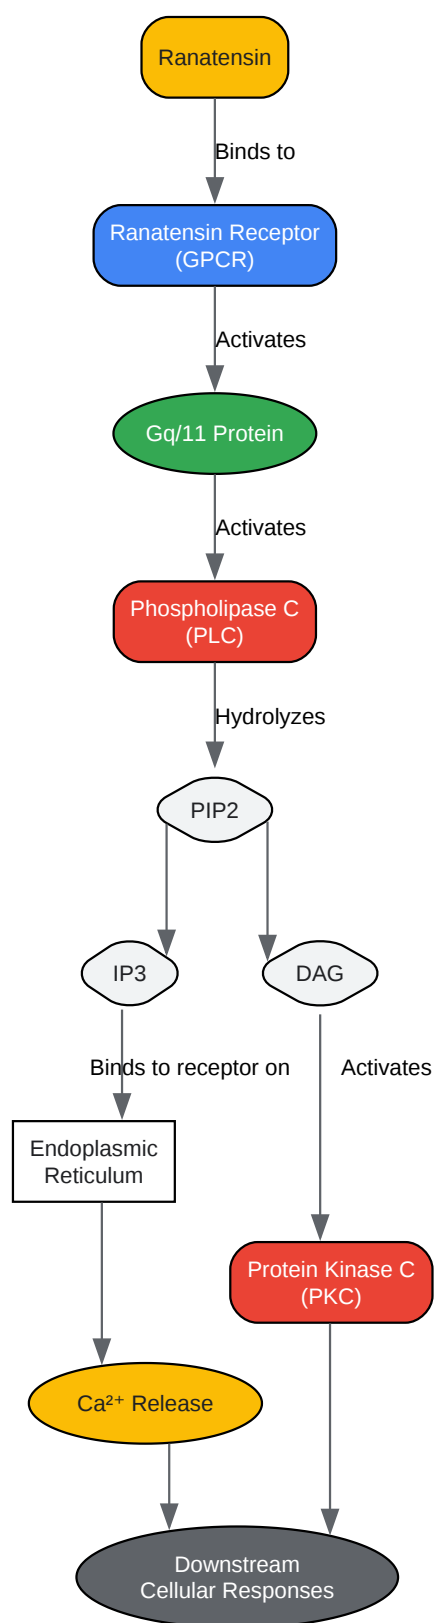 Ranatensin
Binds to
Ranatensin Receptor
(GPCR)
Activates
Gq/11 Protein
Activates
Phospholipase C
(PLC)
Hydrolyzes
PIP2
IP3
DAG
Binds to receptor on
Activates
Endoplasmic
Reticulum
Protein Kinase C
(PKC)
Ca²⁺ Release
Downstream
Cellular Responses